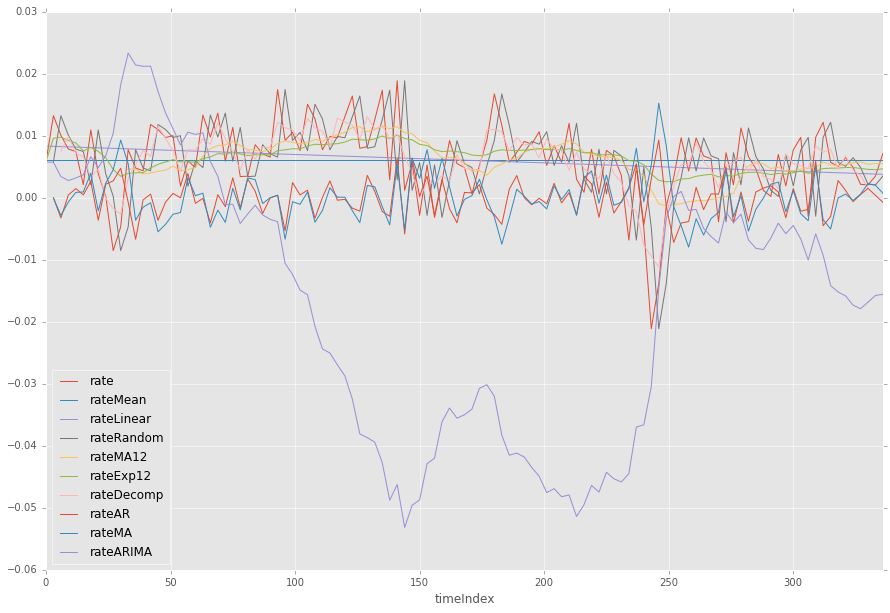 0.03
0.02
0.01
0.00
−0.01
−0.02
−0.03
−0.04
−0.05
−0.06
rate
rateMean
rateLinear
rateRandom
rateMA12
rateExp12
rateDecomp
rateAR
rateMA
rateARIMA
0 50 100 150 200 250 300
timeIndex